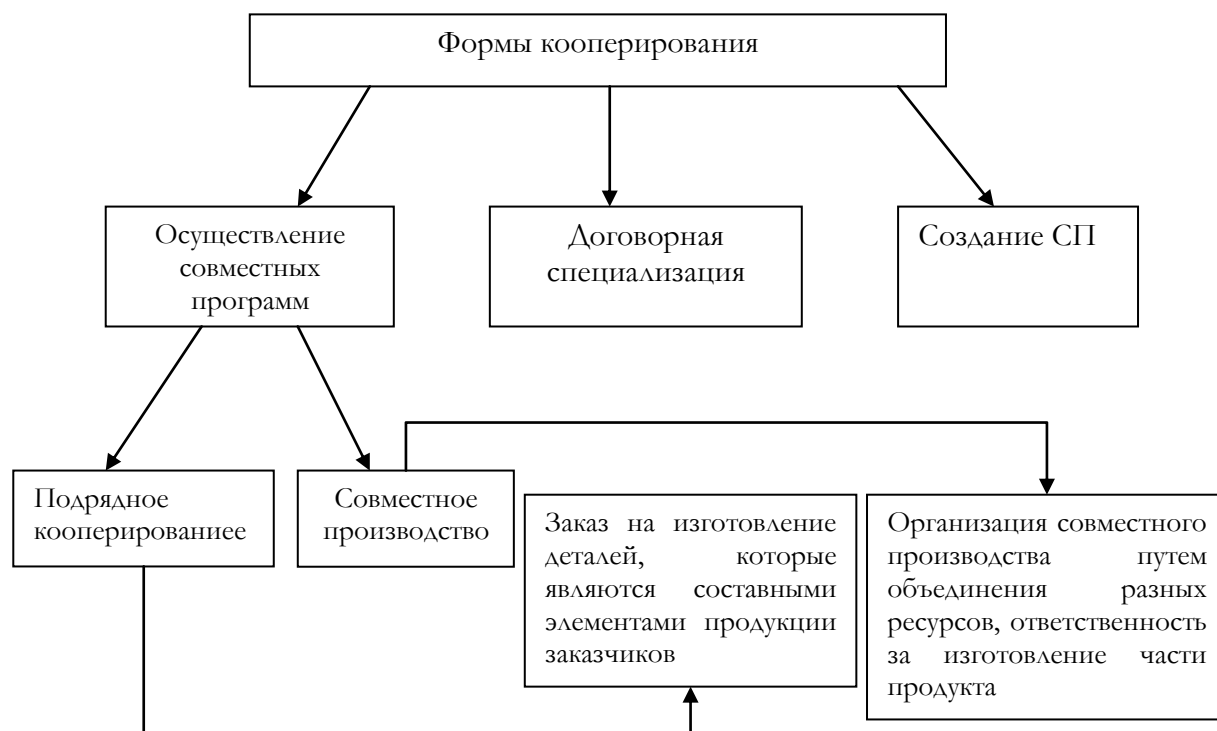 Формы кооперирования
Осуществление
совместных
программ
Договорная
специализация
Создание СП
Подрядное
кооперированиее
Совместное
производство
Заказ на изготовление
деталей, которые
являются составными
элементами продукции
заказчиков
Организация совместного
производства путем
объединения разных
ресурсов, ответственность
за изготовление части
продукта